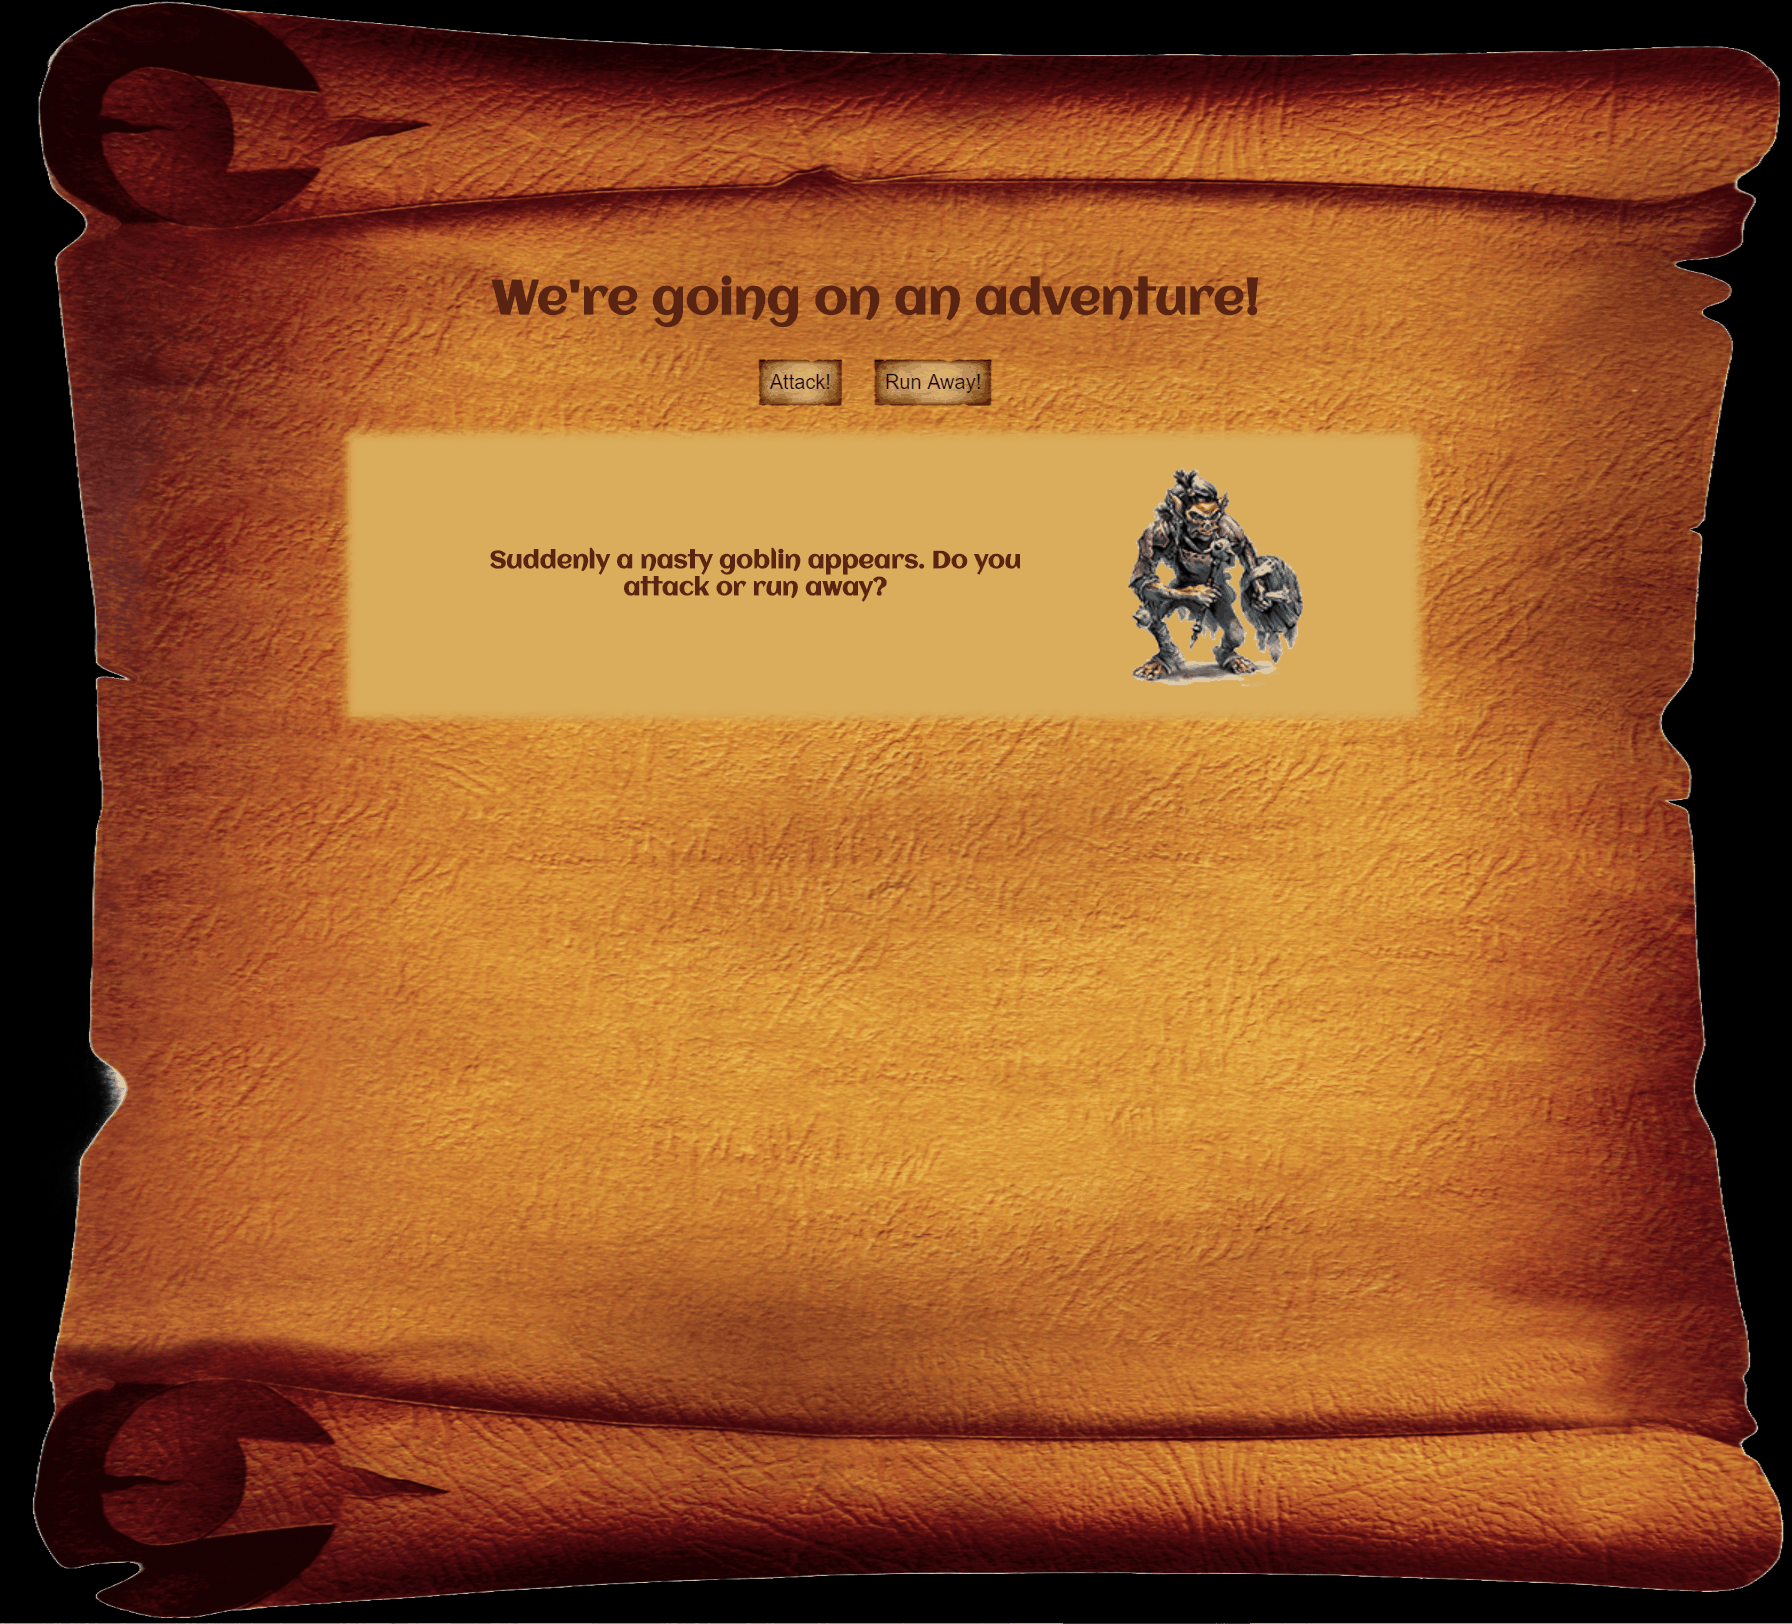 We're going on an adventure!
Attack! Run Away!
Suddenly a nasty goblin appears. Do you
attack or run away?